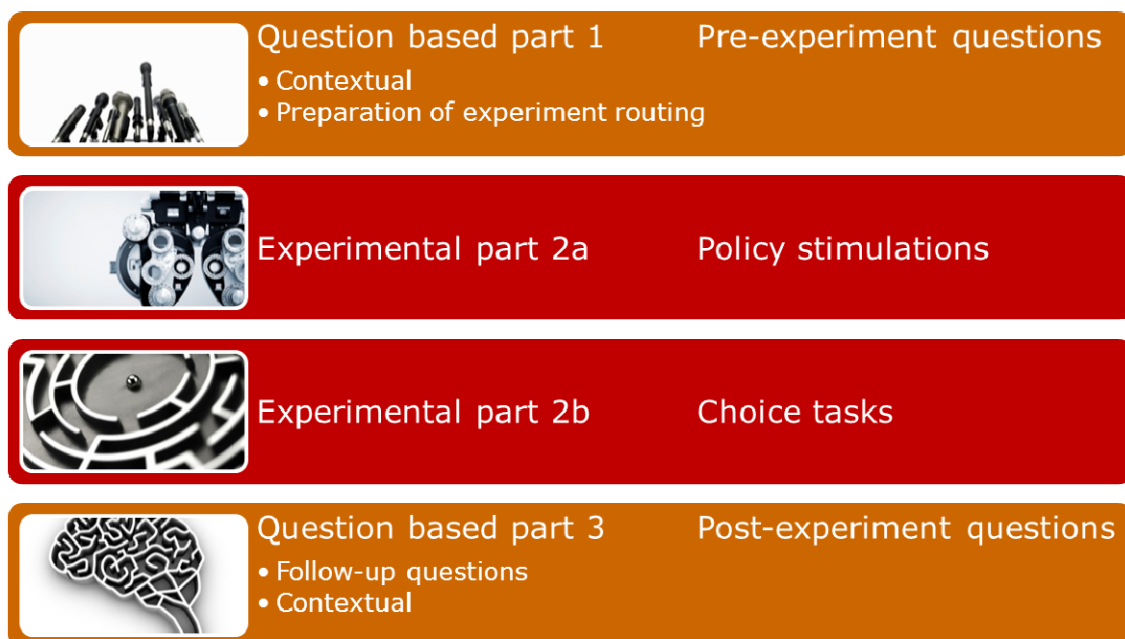 Question based part 1 Pre-experiment questions
• Contextual
• Preparation of experiment routing
Experimental part 2a Policy stimulations
Experimental part 2b Choice tasks
Question based part 3 Post-experiment questions
• Follow-up questions
• Contextual